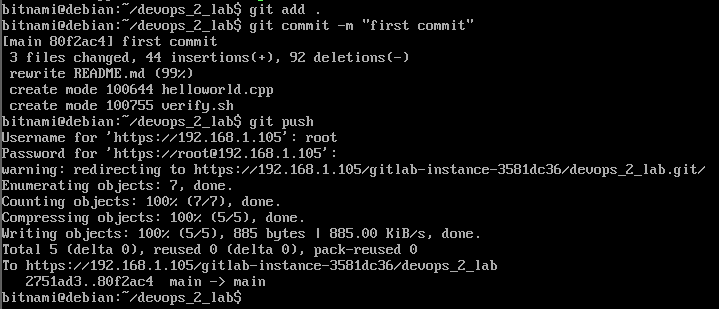 bitnami@debian:~/devops_2_lab$ git add .
bitnami@debian:~/devops_2_lab$ git commit -m "first commit"
[main 80f2ac4] first commit
 3 files changed, 44 insertions(+), 92 deletions(-)
 rewrite README.md (99%)
 create mode 100644 helloworld.cpp
 create mode 100755 verify.sh
bitnami@debian:~/devops_2_lab$ git push
Username for 'https://192.168.1.105': root
Password for 'https://root@192.168.1.105':
warning: redirecting to https://192.168.1.105/gitlab-instance-3581dc36/devops_2_lab.git/
Enumerating objects: 7, done.
Counting objects: 100% (7/7), done.
Compressing objects: 100% (5/5), done.
Writing objects: 100% (5/5), 885 bytes | 885.00 KiB/s, done.
Total 5 (delta 0), reused 0 (delta 0), pack-reused 0
To https://192.168.1.105/gitlab-instance-3581dc36/devops_2_lab
   2751ad3..80f2ac4  main -> main
bitnami@debian:~/devops_2_lab$